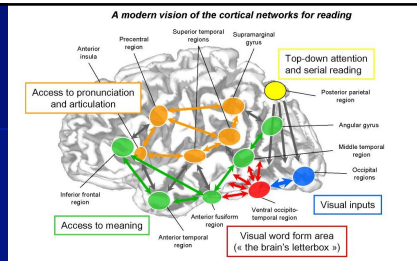 A modern vision of the cortical networks for reading
Superior temporal
regions
Supramarginal
gyrus
Precentral
region
Anterior
insula
Top-down attention
and serial reading
Access to pronunciation
and articulation
Posterior parietal
region
Angular gyrus
Middle temporal
region
Occipital
regions
Inferior frontal
region
Visual inputs
Access to meaning
Anterior fusiform
region
Ventral occipito-
temporal region
Anterior temporal
region
Visual word form area
(« the brain's letterbox »)